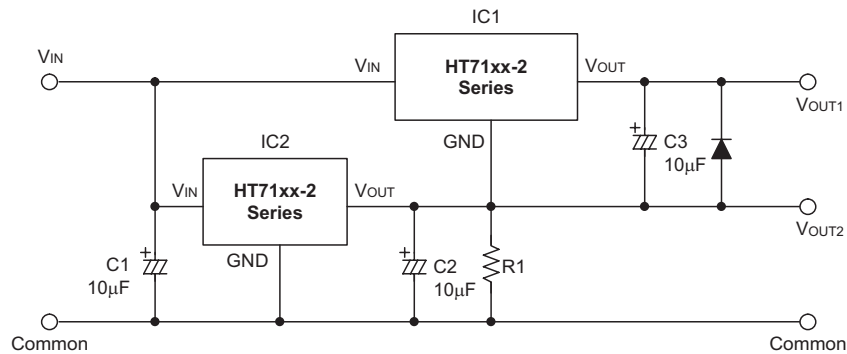 IC1
VIN
VIN
HT71xx-2
Series
VOUT
VOUT1
GND
C3
10µF
IC2
VIN
HT71xx-2
Series
VOUT
VOUT2
GND
C1
10µF
C2
10µF
R1
Common
Common